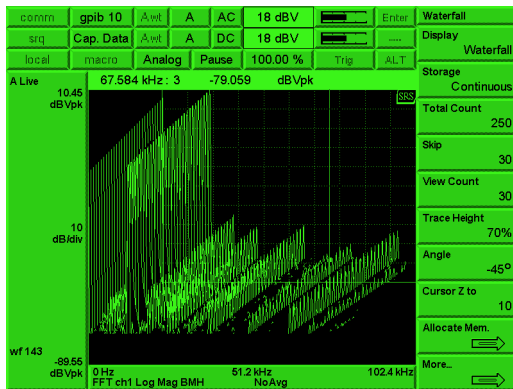 comm gpib 10 Awt A AC 18 dBV Enter Waterfall
srq Cap. Data Awt A DC 18 dBV ---- Display
Waterfall
local macro Analog Pause 100.00 % Trig ALT
A Live 67.584 kHz : 3 -79.059 dBVpk
Storage
Continuous
10.45
dBVpk
SRS
Total Count
250
Skip
30
View Count
30
Trace Height
70%
10
dB/div
Angle
-45º
Cursor Z to
10
Allocate Mem.
wf 143
-89.55
dBVpk
0 Hz 51.2 kHz 102.4 kHz
FFT ch1 Log Mag BMH NoAvg
More...